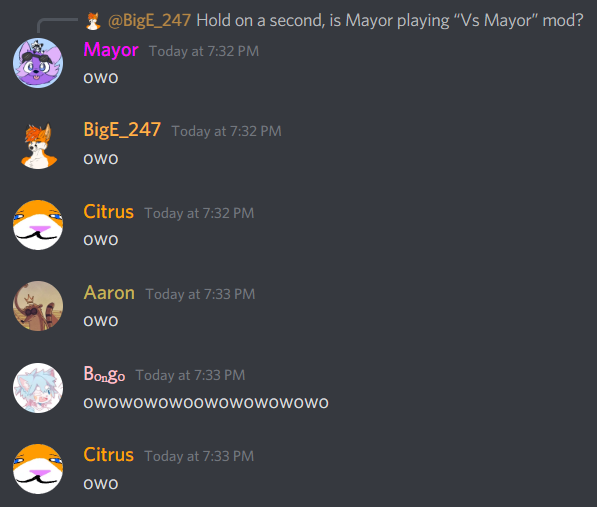 @BigE_247 Hold on a second, is Mayor playing “Vs Mayor” mod?
Mayor Today at 7:32 PM
owo
BigE_247 Today at 7:32 PM
owo
Citrus Today at 7:32 PM
owo
Aaron Today at 7:33 PM
owo
Bₒₙgₒ Today at 7:33 PM
owowowowoowowowowowo
Citrus Today at 7:33 PM
owo